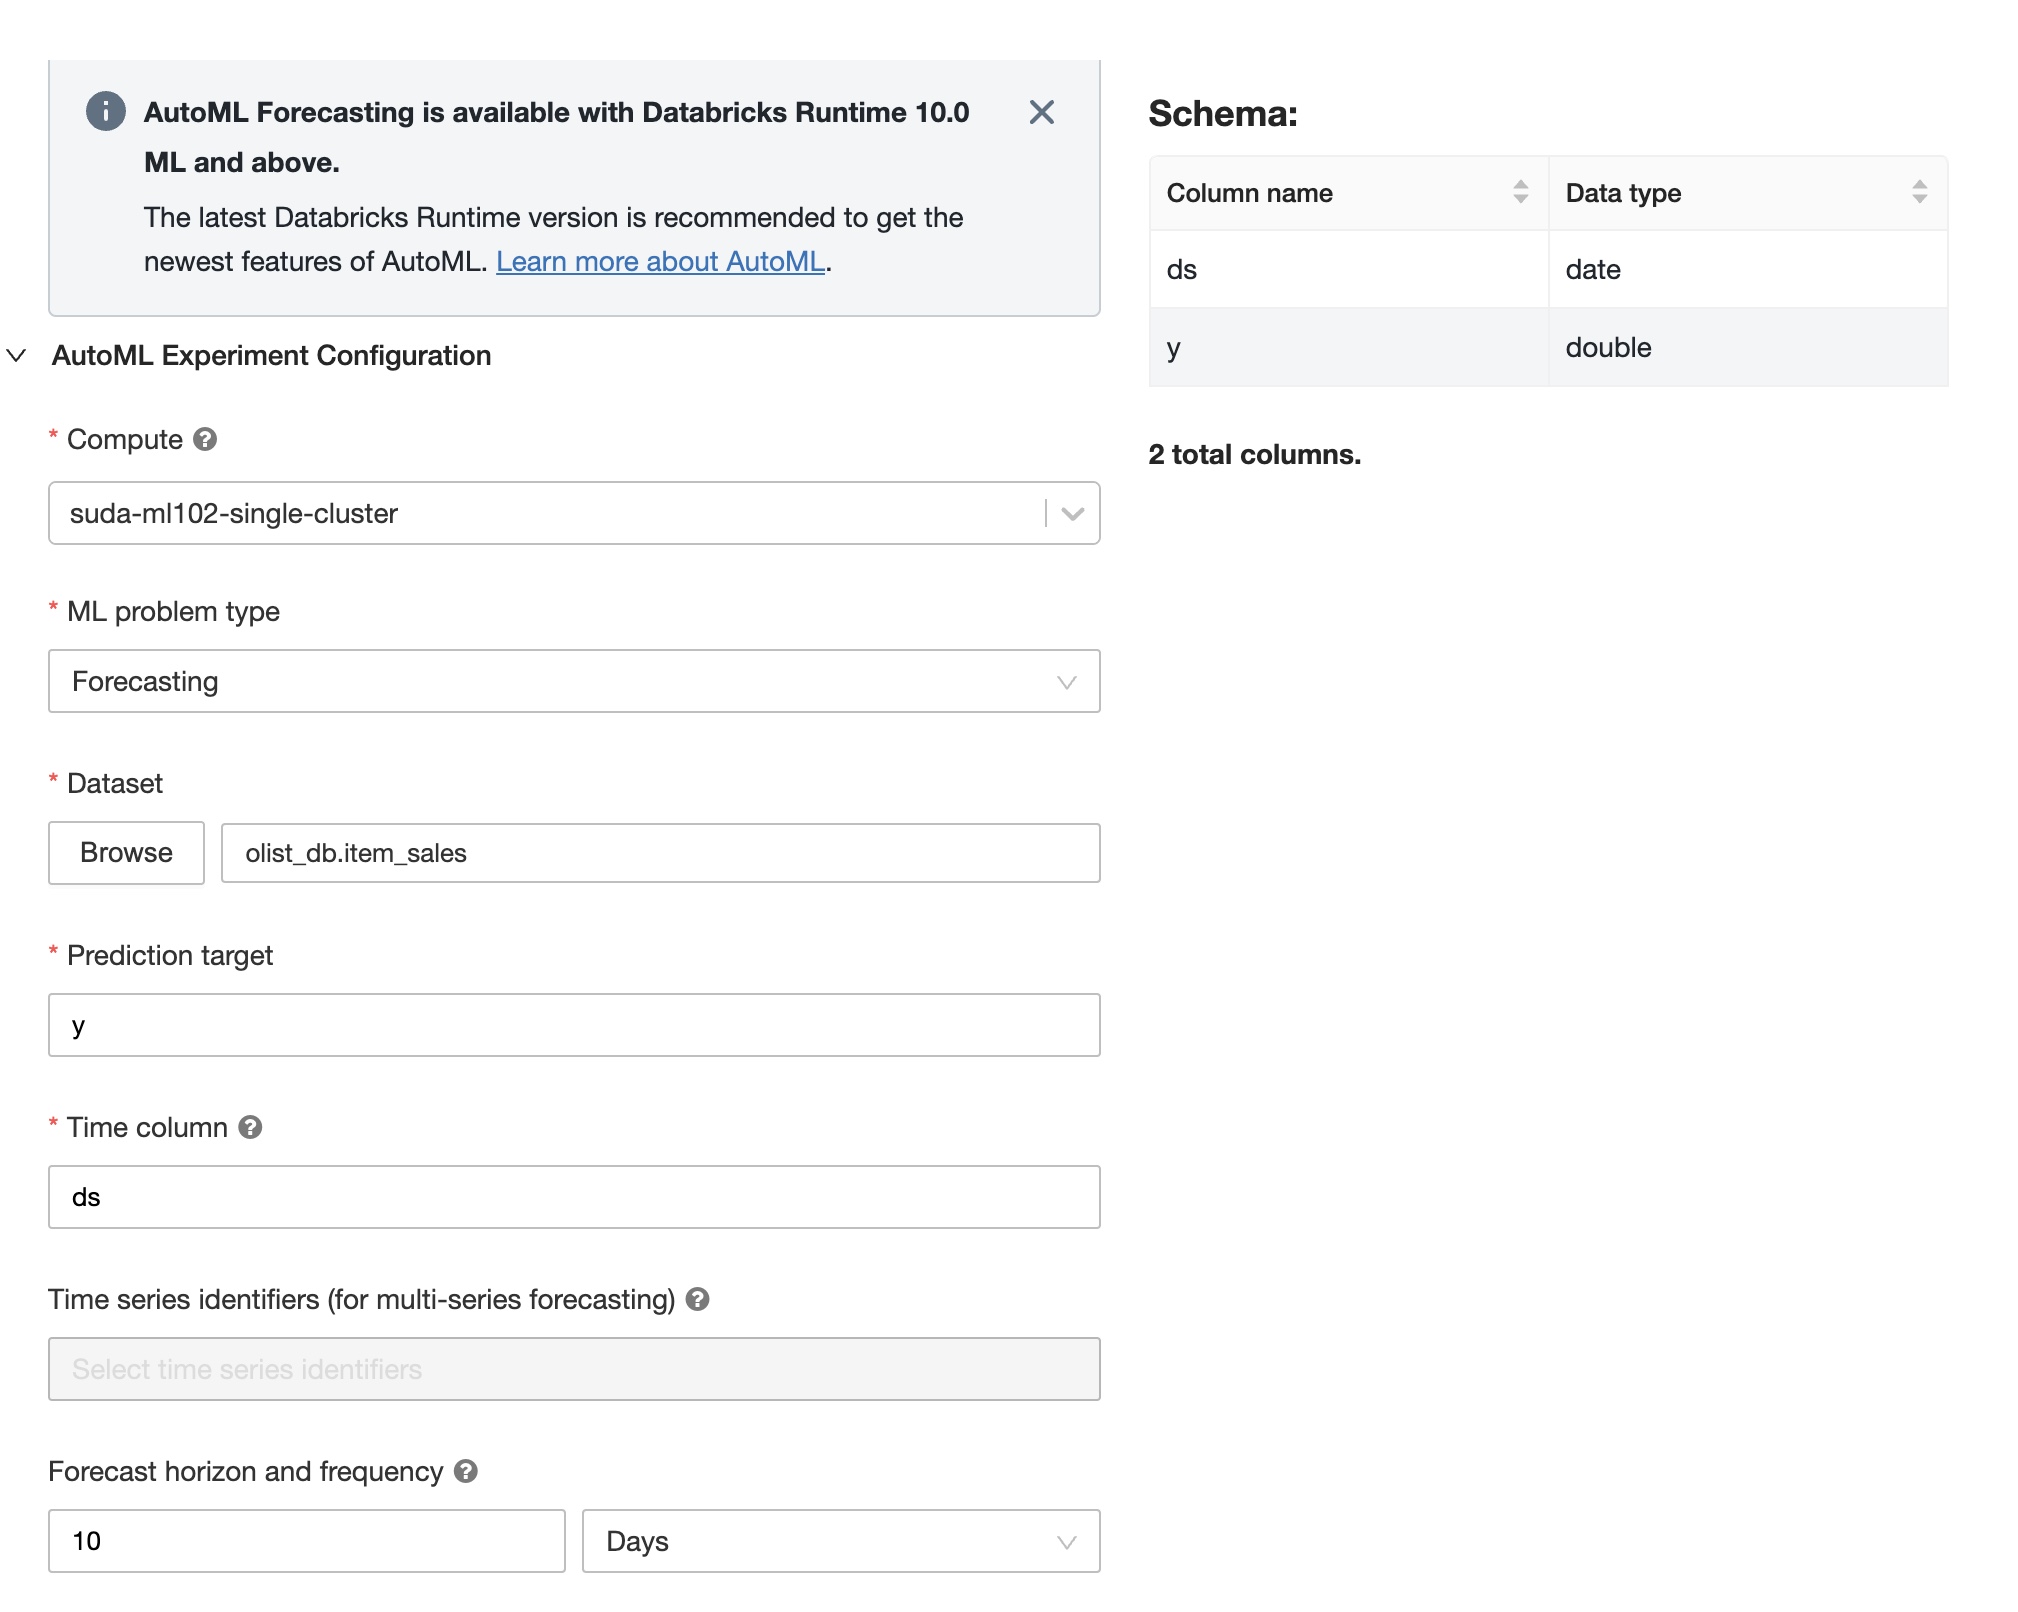 AutoML Forecasting is available with Databricks Runtime 10.0
ML and above.
The latest Databricks Runtime version is recommended to get the
newest features of AutoML. Learn more about AutoML.
AutoML Experiment Configuration
* Compute
suda-ml102-single-cluster
* ML problem type
Forecasting
* Dataset
Browse olist_db.item_sales
* Prediction target
y
* Time column
ds
Time series identifiers (for multi-series forecasting)
Select time series identifiers
Forecast horizon and frequency
10 Days
Schema:
Column name Data type
ds date
y double
2 total columns.